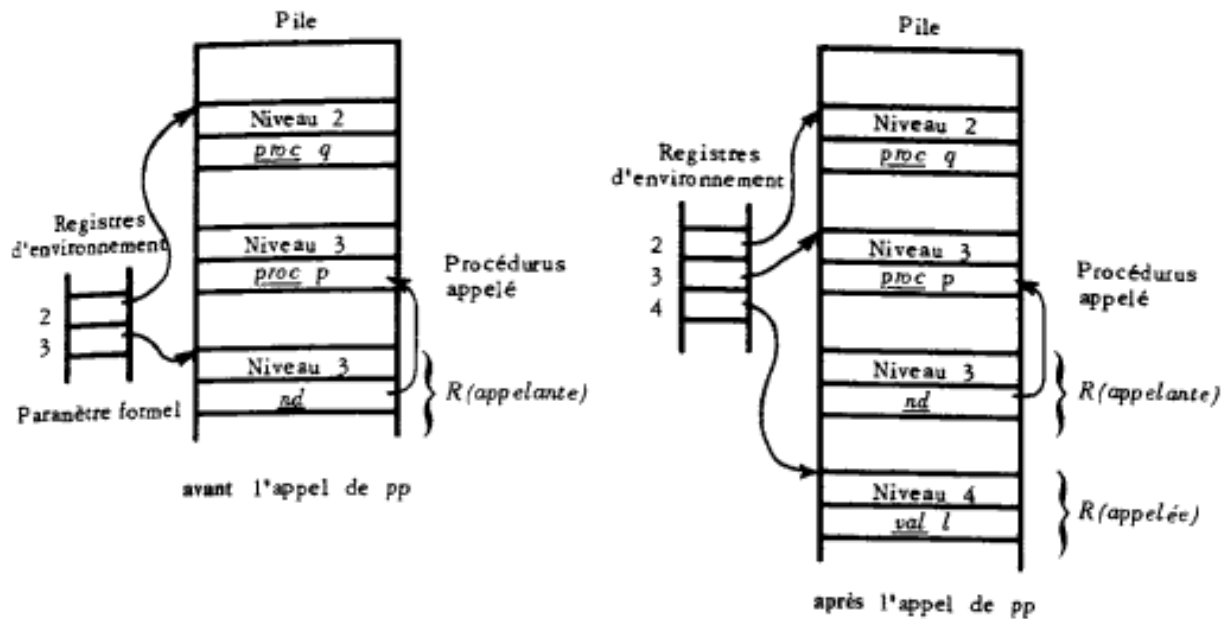 Pile
Niveau 2
proc q
Registres
d'environnement
Niveau 3
proc p
Procédurus
appelé
2
3
Niveau 3
R(appelante)
Paramètre formel
nd
avant l'appel de pp
Pile
Niveau 2
proc q
Registres
d'environnement
2
3
4
Niveau 3
proc p
Procédurus
appelé
Niveau 3
nd
R(appelante)
Niveau 4
val l
R(appelée)
après l'appel de pp